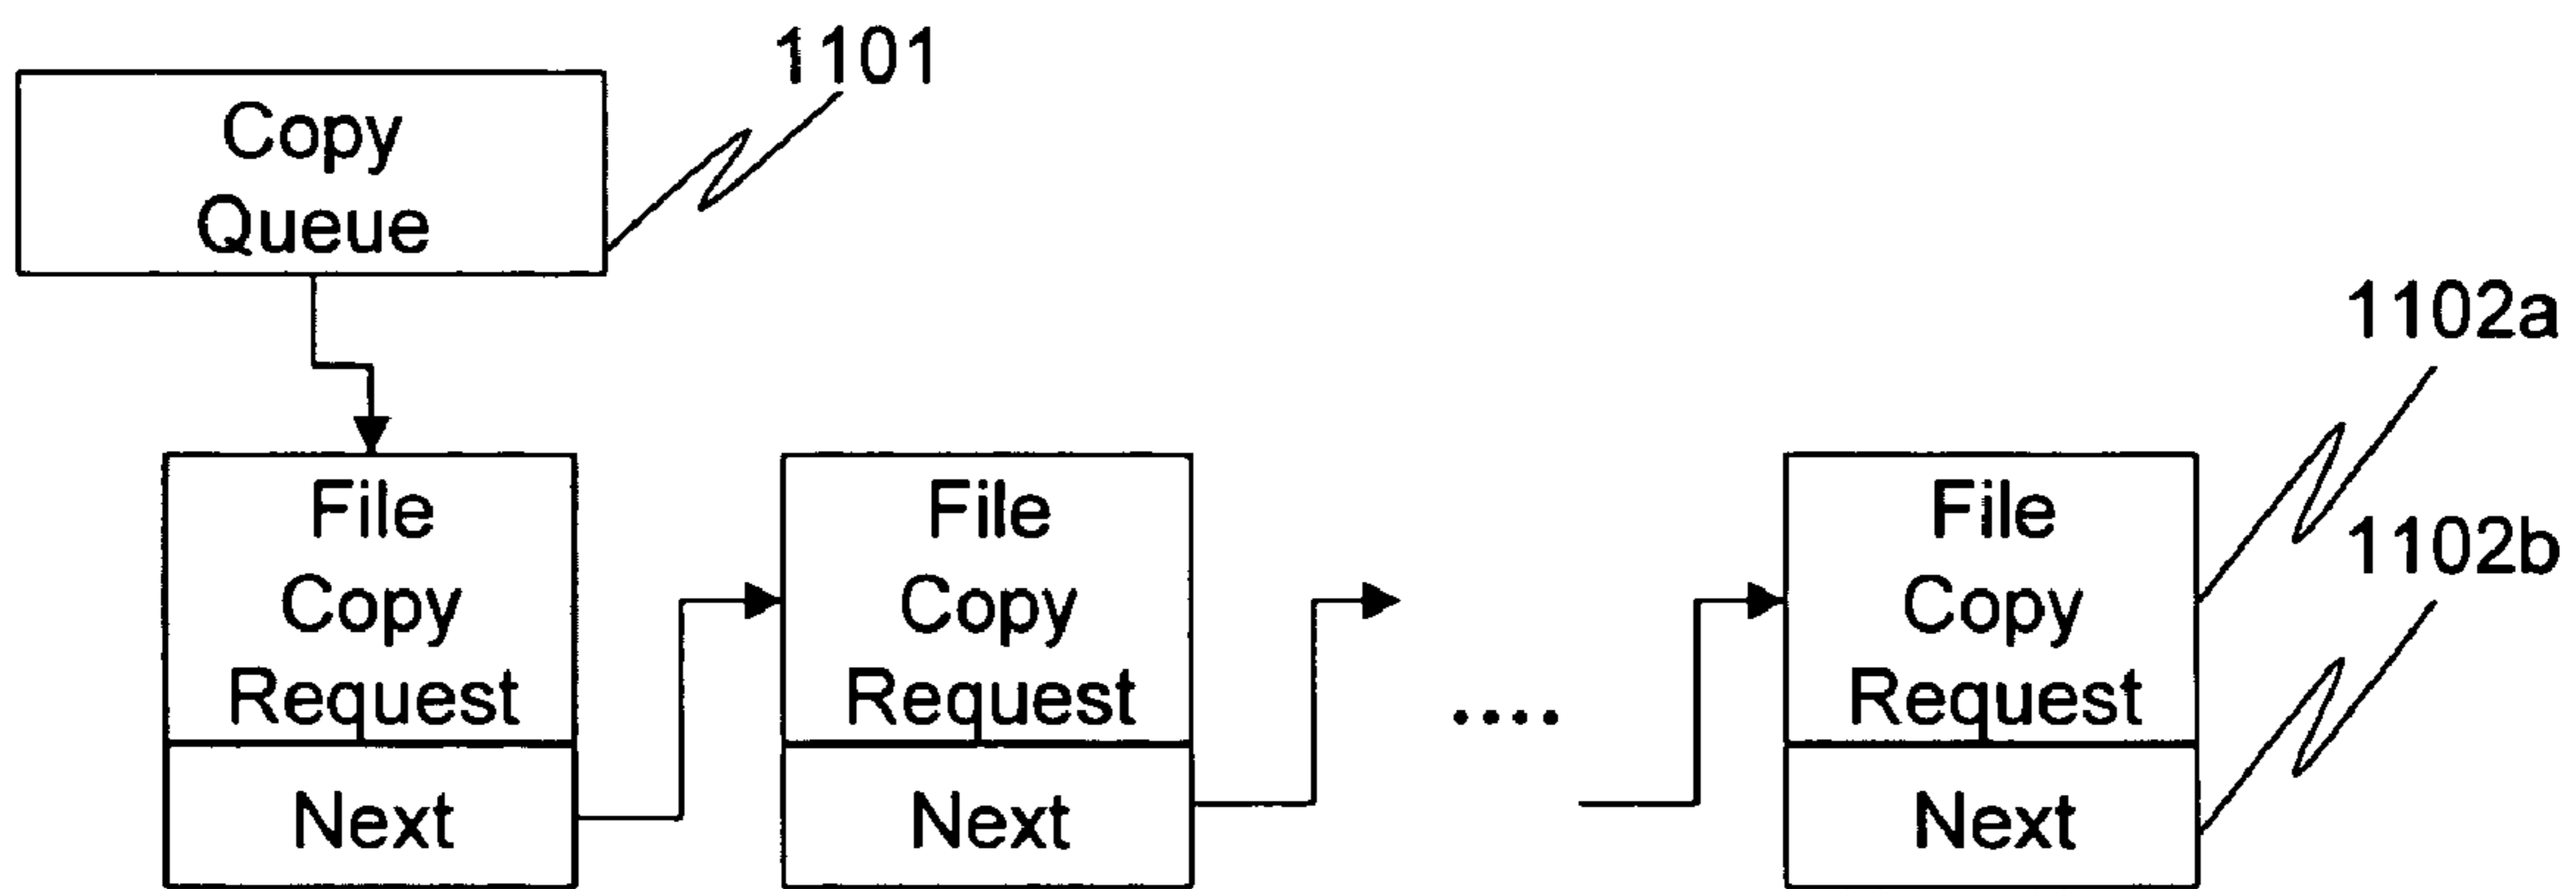 1101
Copy
Queue
1102a
File
Copy
Request
Next
File
Copy
Request
Next
....
File
Copy
Request
Next
1102b